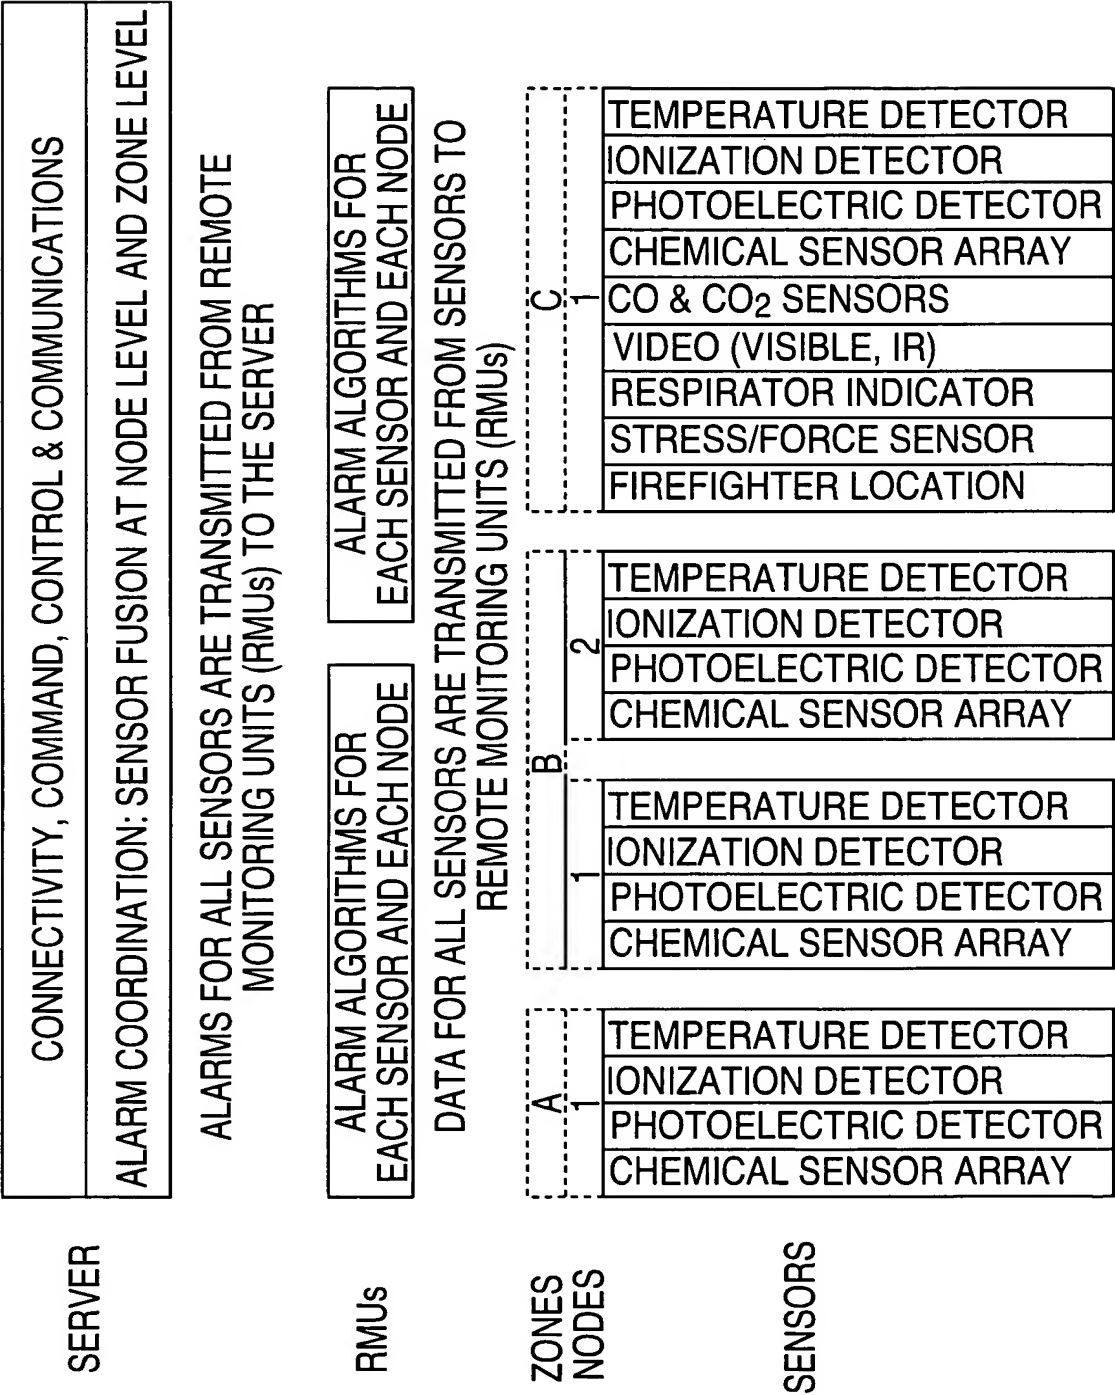 SERVER
CONNECTIVITY, COMMAND, CONTROL & COMMUNICATIONS
ALARM COORDINATION: SENSOR FUSION AT NODE LEVEL AND ZONE LEVEL
ALARMS FOR ALL SENSORS ARE TRANSMITTED FROM REMOTE
MONITORING UNITS (RMUs) TO THE SERVER
RMUs
ALARM ALGORITHMS FOR
EACH SENSOR AND EACH NODE
ALARM ALGORITHMS FOR
EACH SENSOR AND EACH NODE
DATA FOR ALL SENSORS ARE TRANSMITTED FROM SENSORS TO
REMOTE MONITORING UNITS (RMUs)
ZONES
A
B
C
NODES
1
1
2
1
SENSORS
CHEMICAL SENSOR ARRAY
PHOTOELECTRIC DETECTOR
IONIZATION DETECTOR
TEMPERATURE DETECTOR
CHEMICAL SENSOR ARRAY
PHOTOELECTRIC DETECTOR
IONIZATION DETECTOR
TEMPERATURE DETECTOR
CHEMICAL SENSOR ARRAY
PHOTOELECTRIC DETECTOR
IONIZATION DETECTOR
TEMPERATURE DETECTOR
FIREFIGHTER LOCATION
STRESS/FORCE SENSOR
RESPIRATOR INDICATOR
VIDEO (VISIBLE, IR)
CO & CO2 SENSORS
CHEMICAL SENSOR ARRAY
PHOTOELECTRIC DETECTOR
IONIZATION DETECTOR
TEMPERATURE DETECTOR